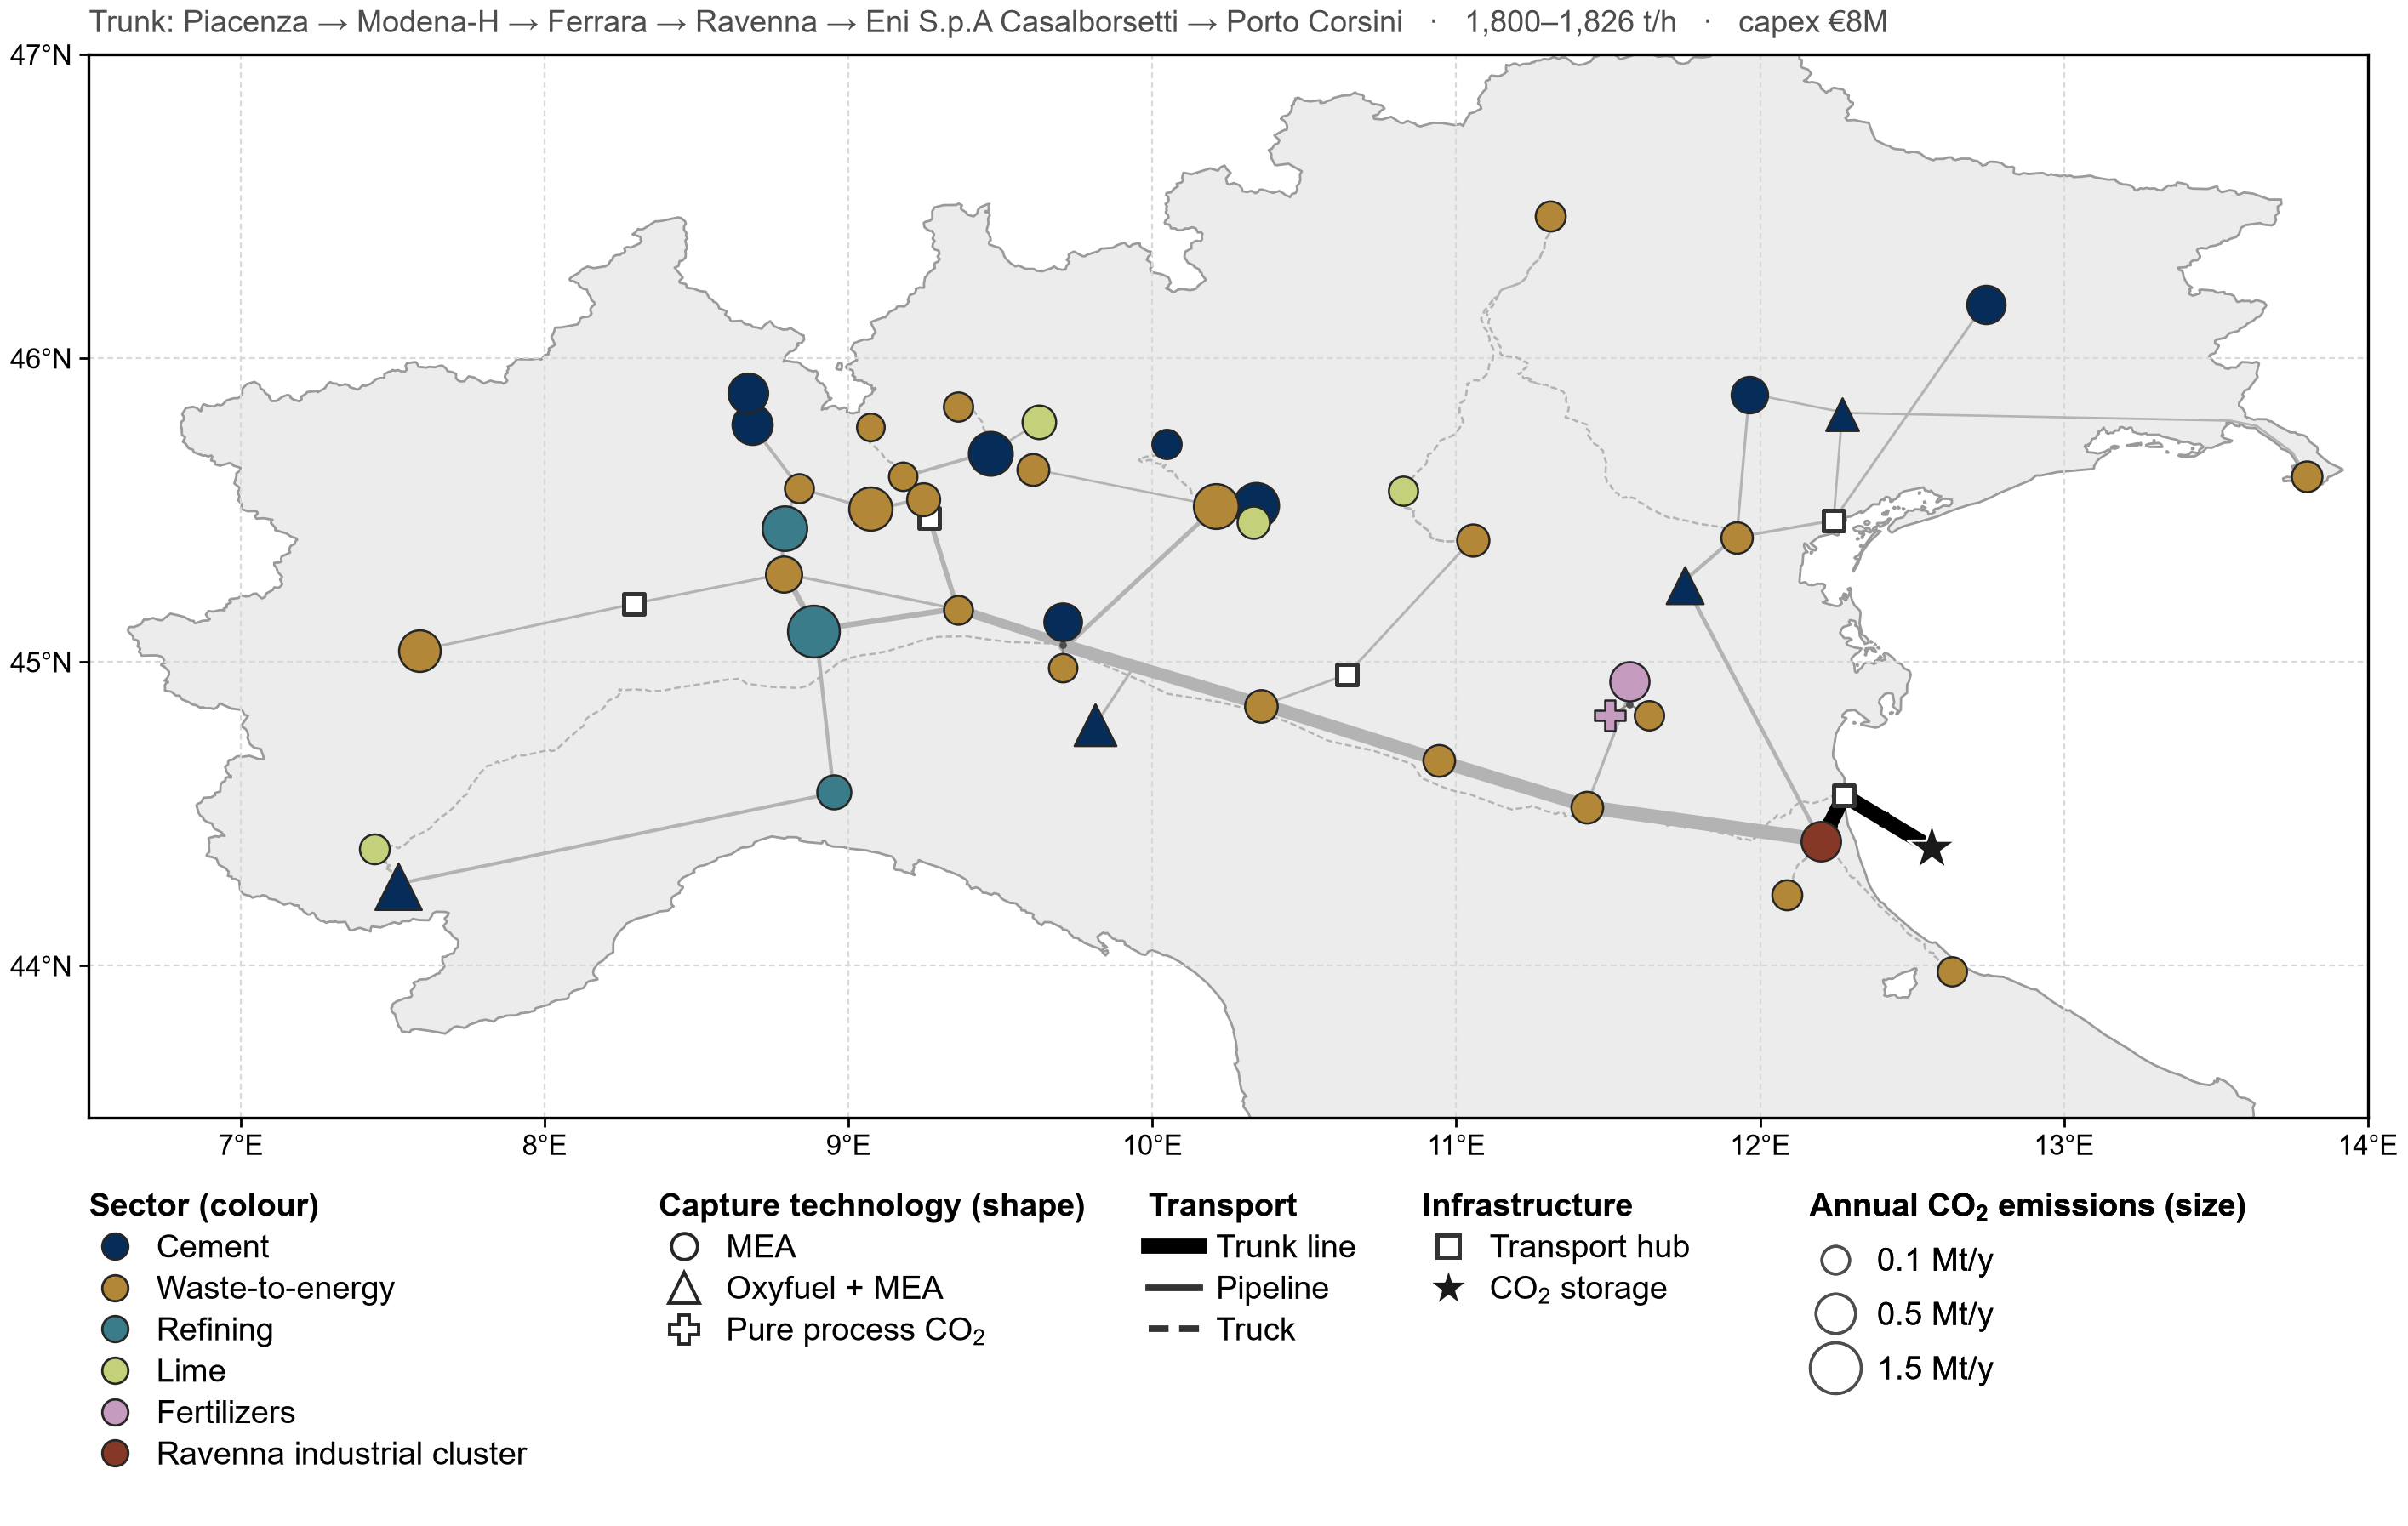 Trunk: Piacenza → Modena-H → Ferrara → Ravenna → Eni S.p.A Casalborsetti → Porto Corsini · 1,800–1,826 t/h · capex €8M
47°N
46°N
45°N
44°N
7°E 8°E 9°E 10°E 11°E 12°E 13°E 14°E
Sector (colour)
Cement
Waste-to-energy
Refining
Lime
Fertilizers
Ravenna industrial cluster
Capture technology (shape)
MEA
Oxyfuel + MEA
Pure process CO₂
Transport
Trunk line
Pipeline
Truck
Infrastructure
Transport hub
CO₂ storage
Annual CO₂ emissions (size)
0.1 Mt/y
0.5 Mt/y
1.5 Mt/y